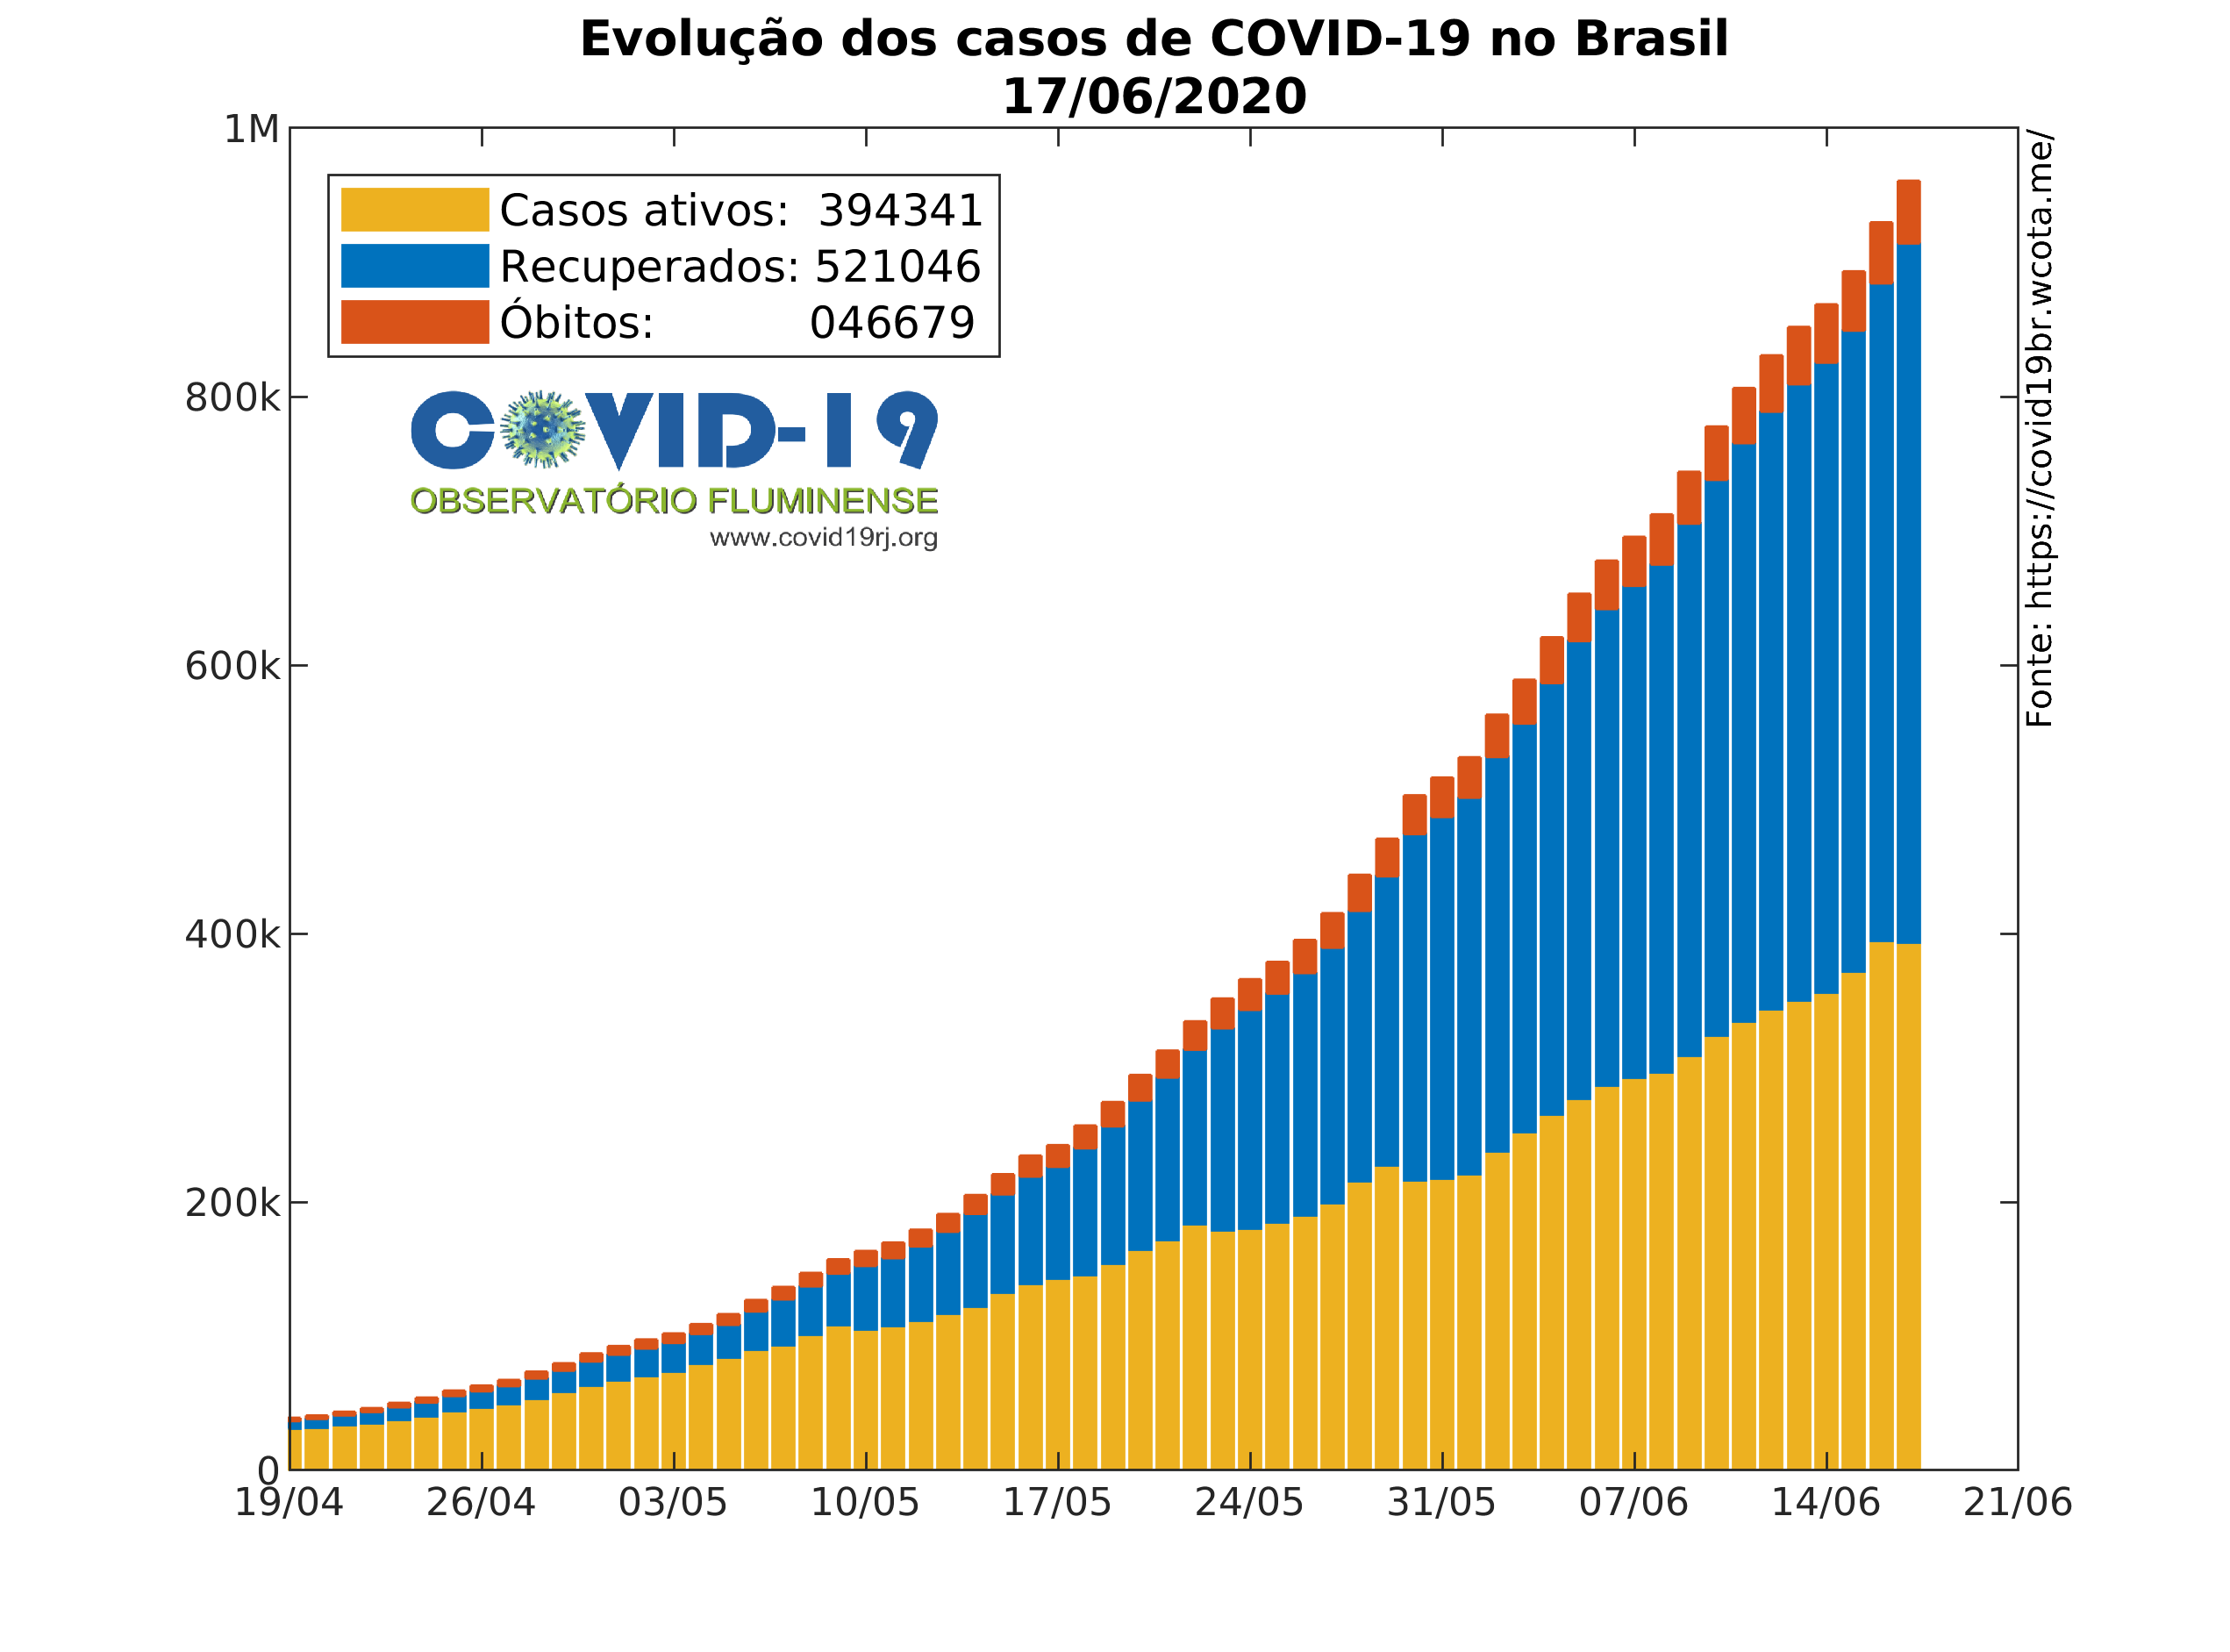 Evolução dos casos de COVID-19 no Brasil
17/06/2020
1M
800k
600k
400k
200k
0
Casos ativos: 394341
Recuperados: 521046
Óbitos: 046679
COVID-19
OBSERVATÓRIO FLUMINENSE
www.covid19rj.org
Fonte: https://covid19br.wcota.me/
19/04 26/04 03/05 10/05 17/05 24/05 31/05 07/06 14/06 21/06